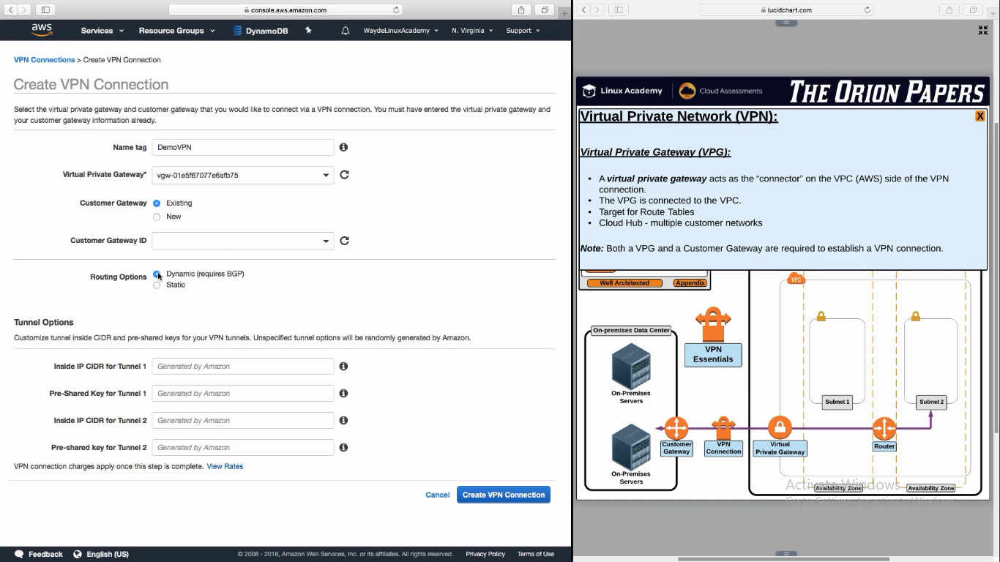 console.aws.amazon.com
aws
Services
Resource Groups
DynamoDB
WaydeLinuxAcademy
N. Virginia
Support
VPN Connections > Create VPN Connection
Create VPN Connection
Select the virtual private gateway and customer gateway that you would like to connect via a VPN connection. You must have entered the virtual private gateway and
your customer gateway information already.
Name tag
DemoVPN
Virtual Private Gateway*
vgw-01e5f67077e6afb75
Customer Gateway
Existing
New
Customer Gateway ID
Routing Options
Dynamic (requires BGP)
Static
Tunnel Options
Customize tunnel inside CIDR and pre-shared keys for your VPN tunnels. Unspecified tunnel options will be randomly generated by Amazon.
Inside IP CIDR for Tunnel 1
Generated by Amazon
Pre-Shared Key for Tunnel 1
Generated by Amazon
Inside IP CIDR for Tunnel 2
Generated by Amazon
Pre-shared key for Tunnel 2
Generated by Amazon
VPN connection charges apply once this step is complete. View Rates
Cancel
Create VPN Connection
Feedback
English (US)
© 2008 - 2018, Amazon Web Services, Inc. or its affiliates. All rights reserved.
Privacy Policy
Terms of Use
lucidchart.com
Linux Academy
Cloud Assessments
THE ORION PAPERS
Virtual Private Network (VPN):
X
Virtual Private Gateway (VPG):
• A virtual private gateway acts as the “connector” on the VPC (AWS) side of the VPN
connection.
• The VPG is connected to the VPC.
• Target for Route Tables
• Cloud Hub - multiple customer networks
Note: Both a VPG and a Customer Gateway are required to establish a VPN connection.
Well Architected
Appendix
VPC
On-premises Data Center
VPN
Essentials
On-Premises
Servers
Subnet 1
Subnet 2
Customer
Gateway
VPN
Connection
Virtual
Private Gateway
Router
On-Premises
Servers
Activate Windows
Availability Zone
Availability Zone
Go to Settings to activate Windows.